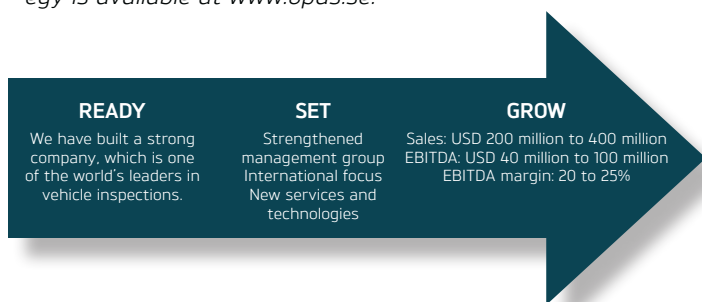 egy is available at www.opus.se.
READY
We have built a strong
company, which is one
of the world´s leaders in
vehicle inspections.
SET
Strengthened
management group
International focus
New services and
technologies
GROW
Sales: USD 200 million to 400 million
EBITDA: USD 40 million to 100 million
EBITDA margin: 20 to 25%